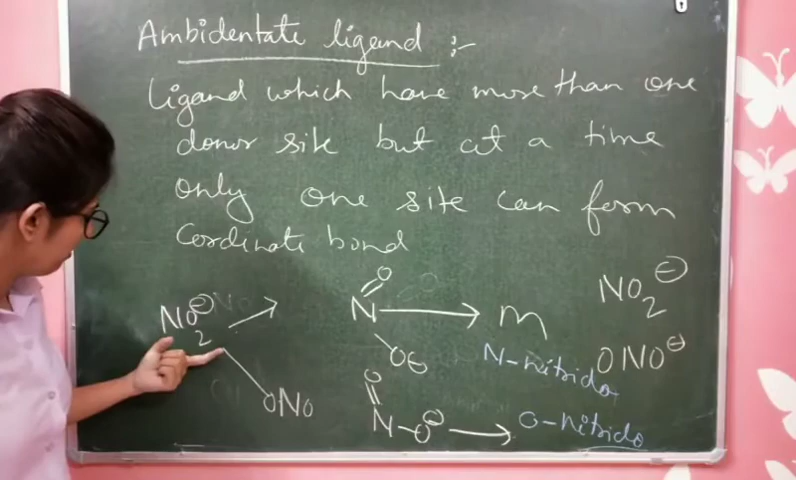 Ambidentate ligand :-
Ligand which have more than one
donor site but at a time
only one site can form
Cordinate bond
NO2⊖
ONO
N=O
O⊖
→ M
N-nitrido
O=N-O⊖ →
O-nitrido
NO2⊖
ONO⊖